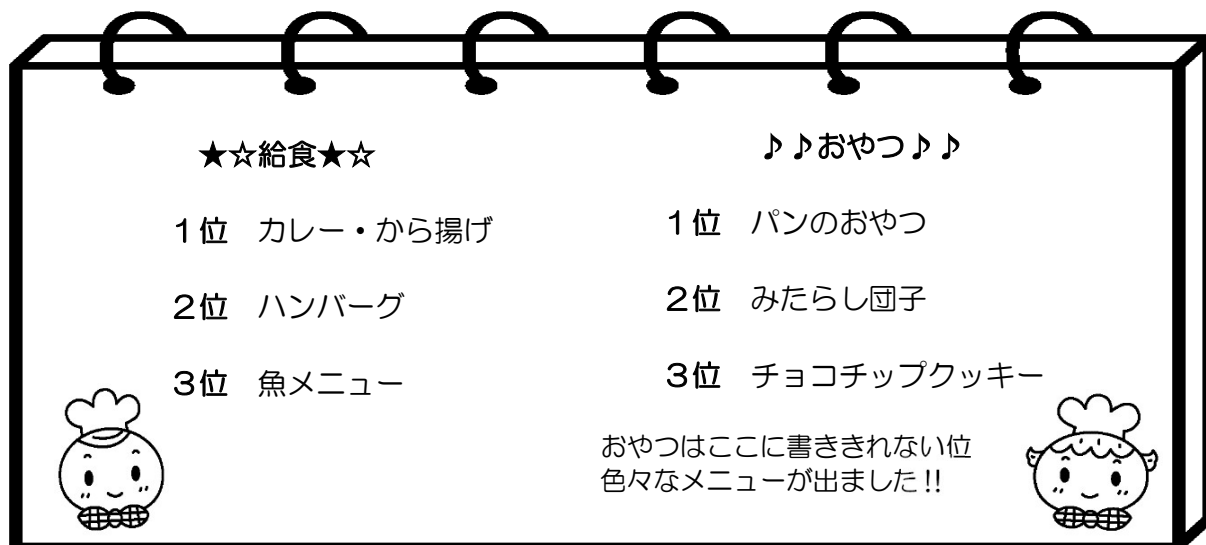 ★☆給食★☆
1位 カレー・から揚げ
2位 ハンバーグ
3位 魚メニュー
♪♪おやつ♪♪
1位 パンのおやつ
2位 みたらし団子
3位 チョコチップクッキー
おやつはここに書ききれない位
色々なメニューが出ました!!